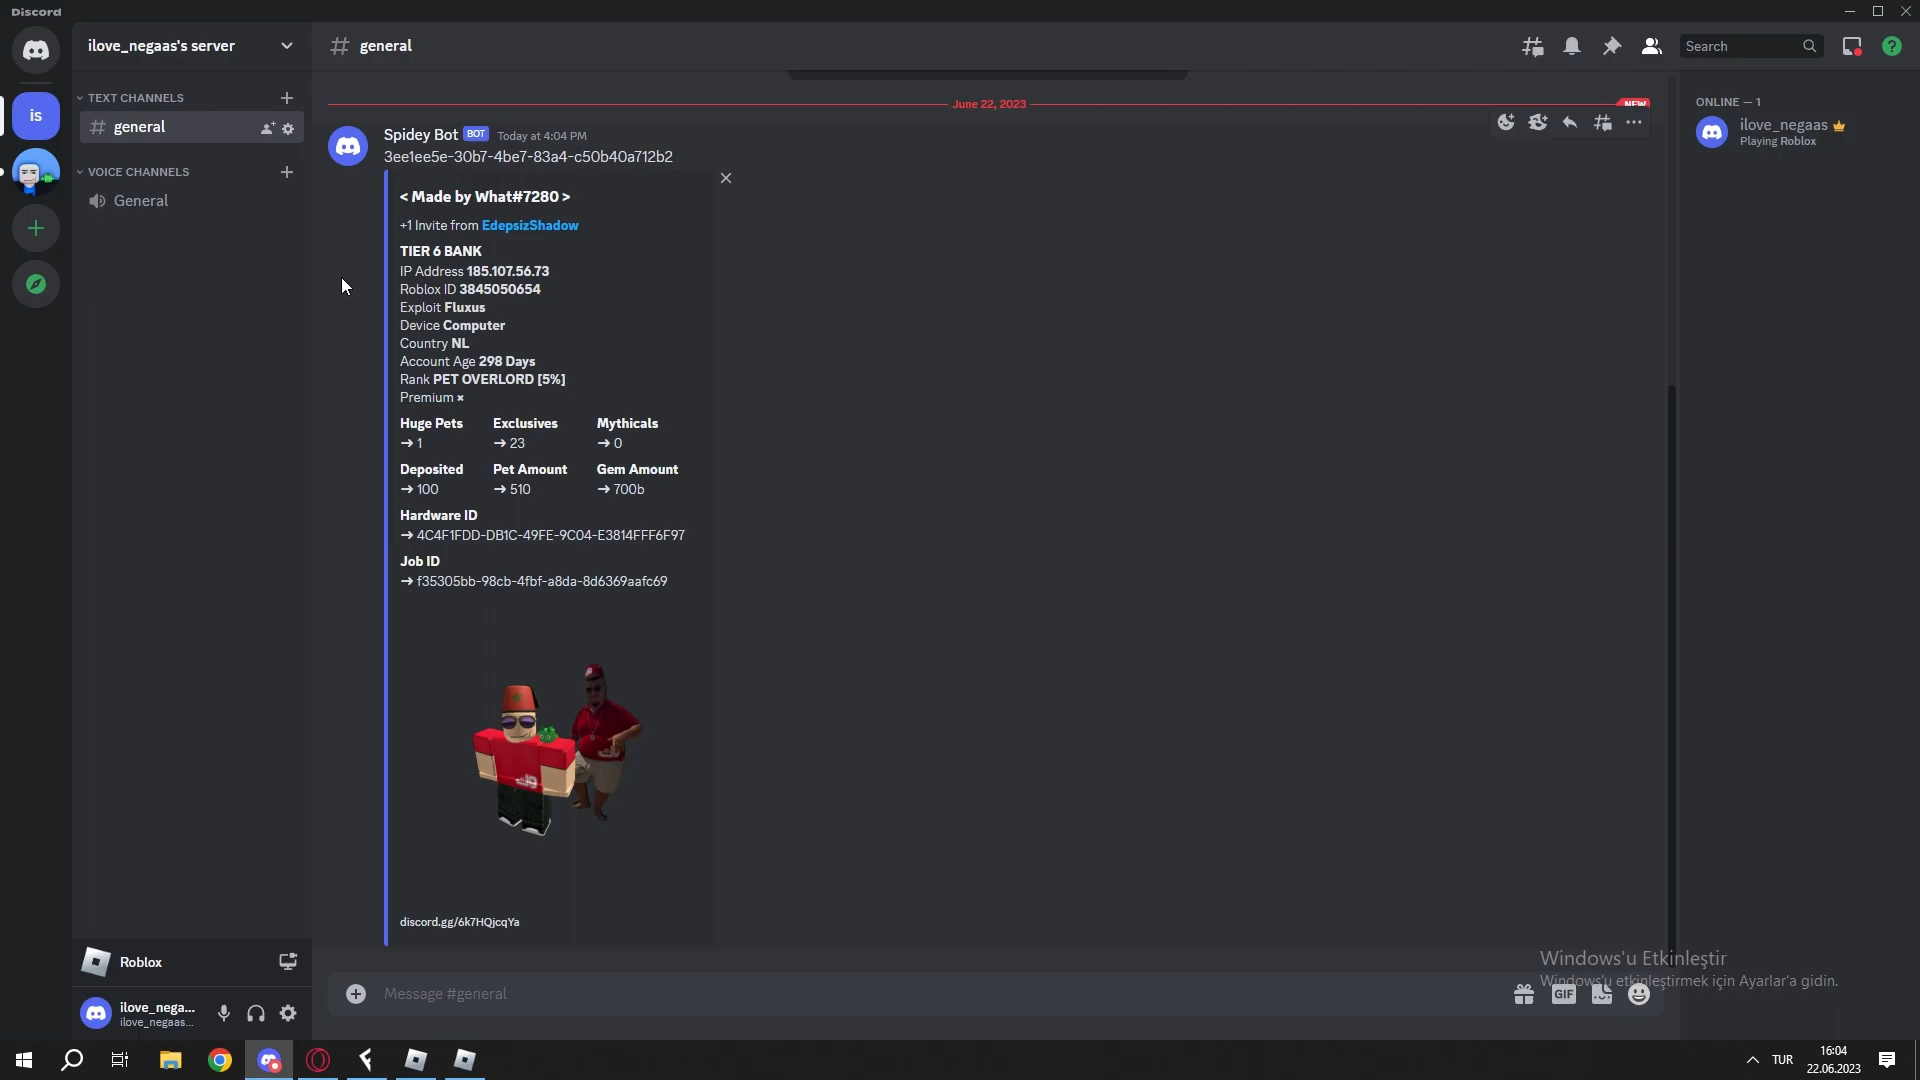 Discord
ilove_negaas's server
general
Search
TEXT CHANNELS
general
VOICE CHANNELS
General
is
June 22, 2023
NEW
Spidey Bot BOT Today at 4:04 PM
3ee1ee5e-30b7-4be7-83a4-c50b40a712b2
< Made by What#7280 >
+1 Invite from EdepsizShadow
TIER 6 BANK
IP Address 185.107.56.73
Roblox ID 3845050654
Exploit Fluxus
Device Computer
Country NL
Account Age 298 Days
Rank PET OVERLORD [5%]
Premium ×
Huge Pets Exclusives Mythicals
→ 1 → 23 → 0
Deposited Pet Amount Gem Amount
→ 100 → 510 → 700b
Hardware ID
→ 4C4F1FDD-DB1C-49FE-9C04-E3814FFF6F97
Job ID
→ f35305bb-98cb-4fbf-a8da-8d6369aafc69
discord.gg/6k7HQjcqYa
ONLINE — 1
ilove_negaas
Playing Roblox
Roblox
ilove_nega...
ilove_negaas...
Message #general
GIF
Windows'u Etkinleştir
Windows'u etkinleştirmek için Ayarlar'a gidin.
TUR
16:04
22.06.2023